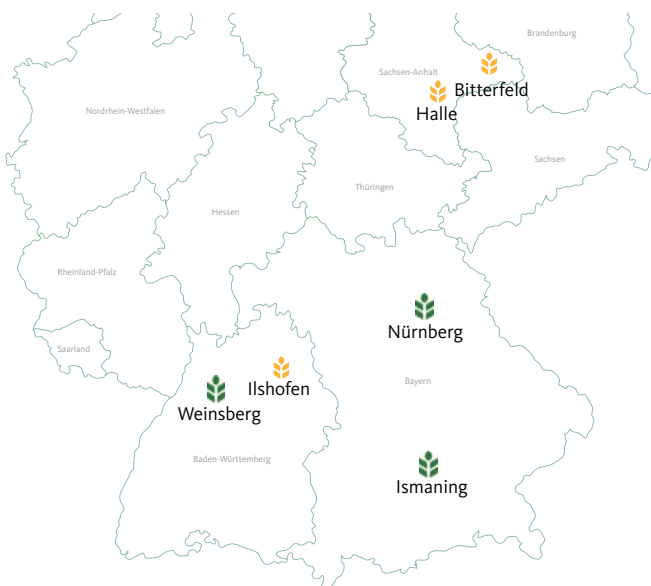 Brandenburg
Sachsen-Anhalt
Bitterfeld
Halle
Nordrhein-Westfalen
Sachsen
Thüringen
Hessen
Rheinland-Pfalz
Nürnberg
Saarland
Ilshofen
Bayern
Weinsberg
Baden-Württemberg
Ismaning